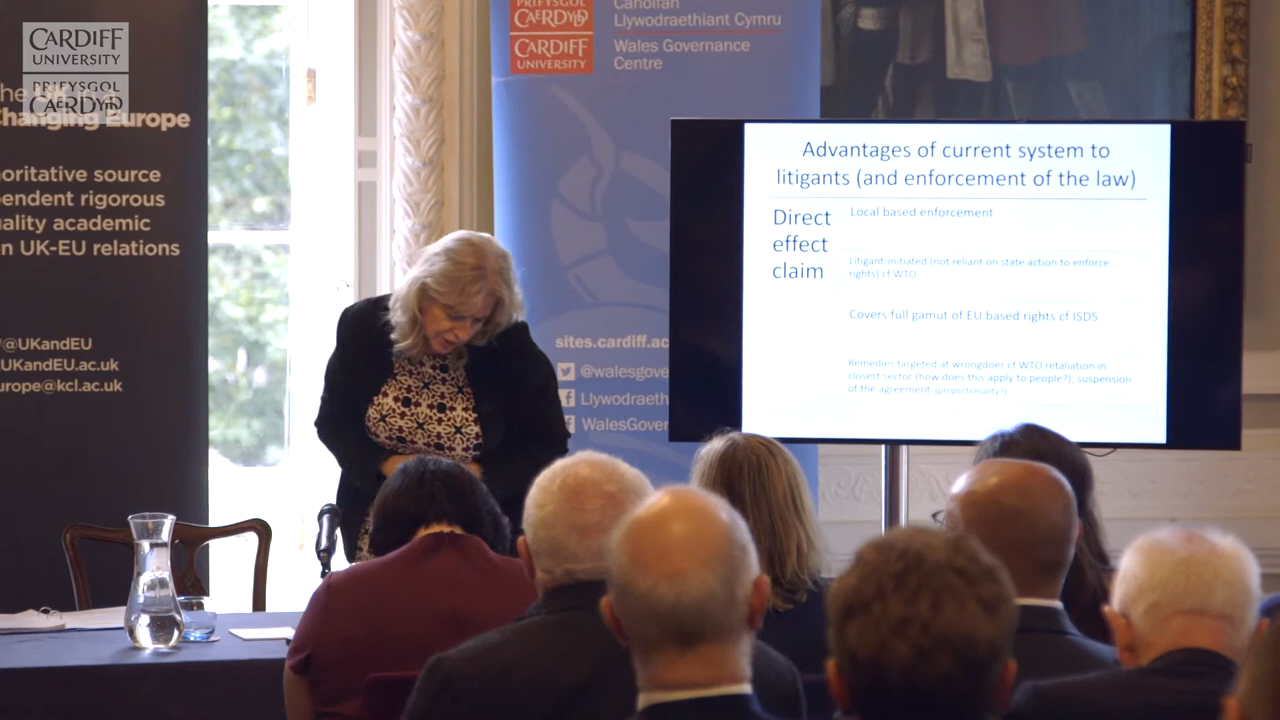 CARDIFF
UNIVERSITY
PRIFYSGOL
CAERDYDD
Changing Europe
oritative source
endent rigorous
ality academic
n UK-EU relations
@UKandEU
UKandEU.ac.uk
urope@kcl.ac.uk
PRIFYSGOL
CAERDYDD
CARDIFF
UNIVERSITY
Canolfan
Llywodraethiant Cymru
Wales Governance
Centre
sites.cardiff.ac
@walesgove
Llywodraeth
WalesGover
Advantages of current system to
litigants (and enforcement of the law)
Direct
effect
claim
Local based enforcement
Litigant-initiated (not reliant on state action to enforce
rights) cf WTO
Covers full gamut of EU based rights cf ISDS
Remedies targeted at wrongdoer cf WTO retaliation in
closest sector (how does this apply to people?); suspension
of the agreement (proportionality?)